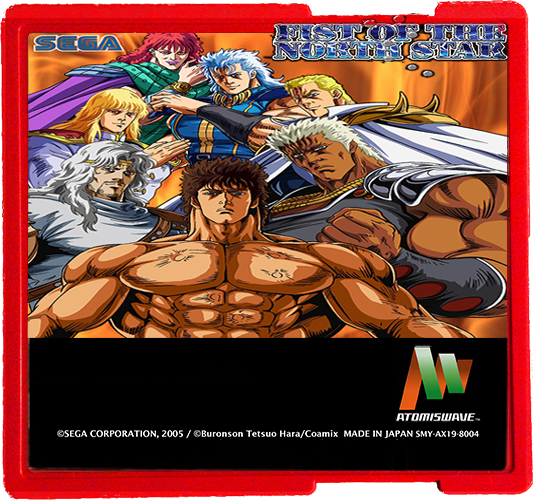 SEGA
FIST OF THE
NORTH STAR
ATOMISWAVE™
©SEGA CORPORATION, 2005 / ©Buronson Tetsuo Hara/Coamix MADE IN JAPAN SMY-AX19-8004